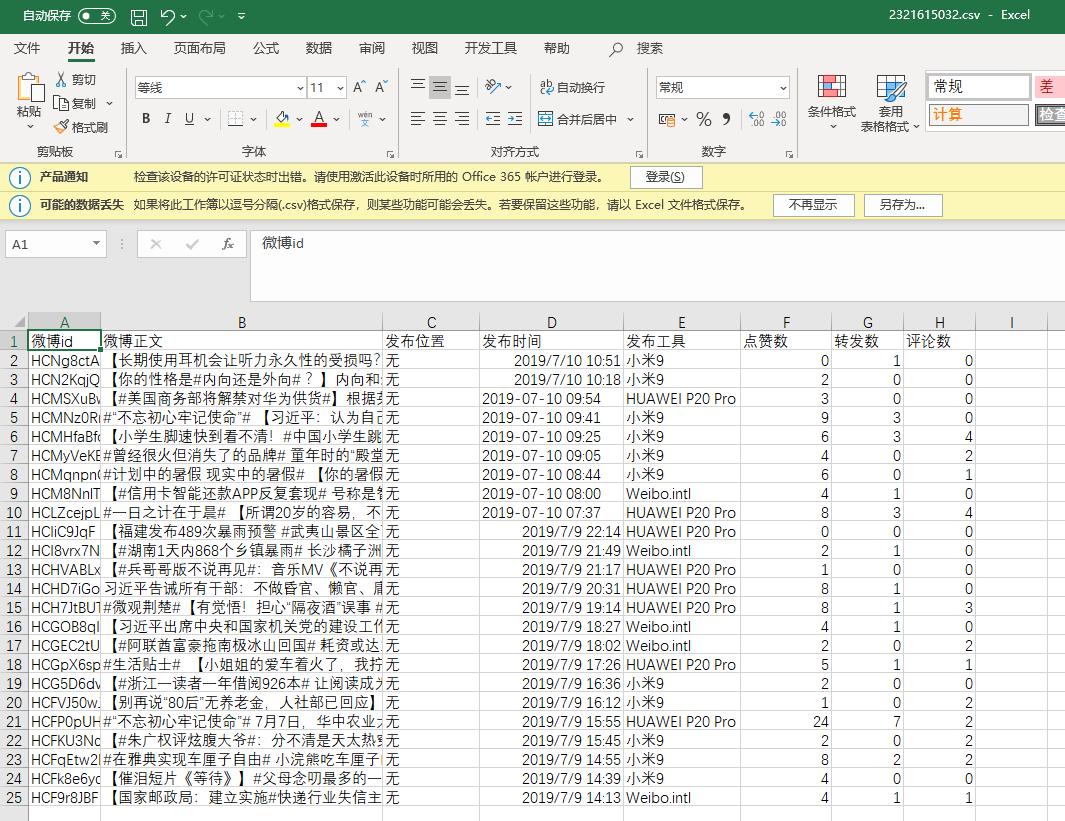 自动保存 关 2321615032.csv - Excel
文件 开始 插入 页面布局 公式 数据 审阅 视图 开发工具 帮助 搜索
粘贴 剪切 复制 格式刷
等线 11
B I U wén 文
自动换行 合并后居中
常规
条件格式 套用 表格格式
常规 差
计算 检查
剪贴板 字体 对齐方式 数字
产品通知 检查该设备的许可证状态时出错。请使用激活此设备时所用的 Office 365 帐户进行登录。 登录(S)
可能的数据丢失 如果将此工作簿以逗号分隔(.csv)格式保存，则某些功能可能会丢失。若要保留这些功能，请以 Excel 文件格式保存。 不再显示 另存为...
A1 fx 微博id
A B C D E F G H I
1 微博id 微博正文 发布位置 发布时间 发布工具 点赞数 转发数 评论数
2 HCNg8ctA 【长期使用耳机会让听力永久性的受损吗? 无 2019/7/10 10:51 小米9 0 1 0
3 HCN2KqjQ 【你的性格是#内向还是外向# ？】内向和 无 2019/7/10 10:18 小米9 2 0 0
4 HCMSXuBw 【#美国商务部将解禁对华为供货#】根据 无 2019-07-10 09:54 HUAWEI P20 Pro 3 0 0
5 HCMNz0R #“不忘初心牢记使命”# 【习近平：认为自己 无 2019-07-10 09:41 小米9 9 3 0
6 HCMHfaBf 【小学生脚速快到看不清！#中国小学生跳 无 2019-07-10 09:25 小米9 6 3 4
7 HCMyVeKE #曾经很火但消失了的品牌# 童年时的“殿堂 无 2019-07-10 09:05 小米9 4 0 2
8 HCMqnpn #计划中的暑假 现实中的暑假# 【你的暑假 无 2019-07-10 08:44 小米9 6 0 1
9 HCM8NnIT 【#信用卡智能还款APP反复套现# 号称是 无 2019-07-10 08:00 Weibo.intl 4 1 0
10 HCLZcejpL #一日之计在于晨# 【所谓20岁的容易，不 无 2019-07-10 07:37 HUAWEI P20 Pro 8 3 4
11 HCIiC9JqF 【福建发布489次暴雨预警 #武夷山景区全 无 2019/7/9 22:14 HUAWEI P20 Pro 0 0 0
12 HCI8vrx7N 【#湖南1天内868个乡镇暴雨# 长沙橘子洲 无 2019/7/9 21:49 Weibo.intl 2 1 0
13 HCHVABLx 【#兵哥哥版不说再见#：音乐MV《不说再 无 2019/7/9 21:17 HUAWEI P20 Pro 1 0 0
14 HCHD7iGo 习近平告诫所有干部：不做昏官、懒官、庸 无 2019/7/9 20:31 HUAWEI P20 Pro 8 1 0
15 HCH7JtBUT #微观荆楚#【有觉悟！担心“隔夜酒”误事 # 无 2019/7/9 19:14 HUAWEI P20 Pro 8 1 3
16 HCGOB8qI 【习近平出席中央和国家机关党的建设工作 无 2019/7/9 18:27 Weibo.intl 4 1 0
17 HCGEC2tU 【#阿联酋富豪拖南极冰山回国# 耗资或达 无 2019/7/9 18:02 Weibo.intl 2 0 2
18 HCGpX6sp #生活贴士# 【小姐姐的爱车着火了，我拧 无 2019/7/9 17:26 HUAWEI P20 Pro 5 1 1
19 HCG5D6dv 【#浙江一读者一年借阅926本# 让阅读成为 无 2019/7/9 16:36 小米9 2 0 0
20 HCFVJ50w 【别再说“80后”无养老金，人社部已回应】 无 2019/7/9 16:12 小米9 1 0 2
21 HCFP0pUH #“不忘初心牢记使命”# 7月7日，华中农业大 无 2019/7/9 15:55 HUAWEI P20 Pro 24 7 2
22 HCFKU3No 【#朱广权评炫腹大爷#：分不清是天太热 无 2019/7/9 15:45 小米9 2 0 2
23 HCFqEtw2 #在雅典实现车厘子自由# 小浣熊吃车厘子 无 2019/7/9 14:55 小米9 8 2 2
24 HCFk8e6yc 【催泪短片《等待》】#父母念叨最多的一 无 2019/7/9 14:39 小米9 4 0 0
25 HCF9r8JBF 【国家邮政局：建立实施#快递行业失信主 无 2019/7/9 14:13 Weibo.intl 4 1 1